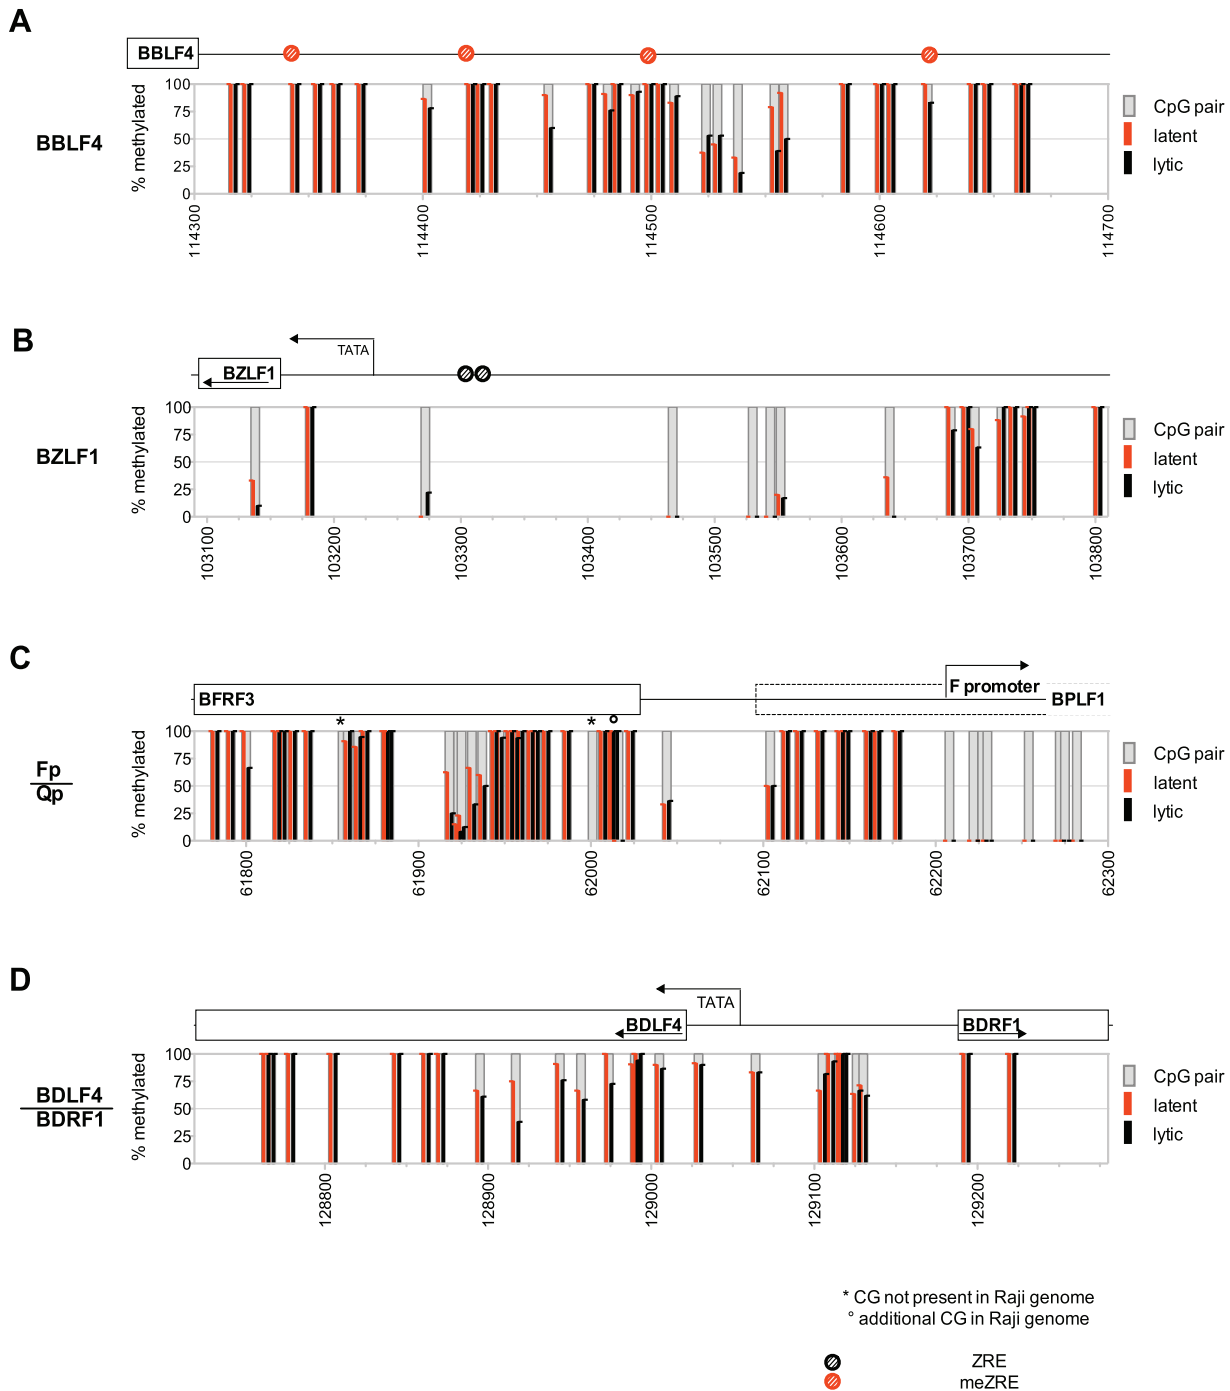 A
BBLF4
100
75
50
25
0
% methylated
BBLF4
CpG pair
latent
lytic
114300
114400
114500
114600
114700
B
TATA
BZLF1
100
75
50
25
0
% methylated
BZLF1
CpG pair
latent
lytic
103100
103200
103300
103400
103500
103600
103700
103800
C
F promoter
BFRF3
BPLF1
* * °
100
75
50
25
0
% methylated
Fp
Qp
CpG pair
latent
lytic
61800
61900
62000
62100
62200
62300
D
TATA
BDLF4
BDRF1
100
75
50
25
0
% methylated
BDLF4
BDRF1
CpG pair
latent
lytic
128800
128900
129000
129100
129200
* CG not present in Raji genome
° additional CG in Raji genome
ZRE
meZRE